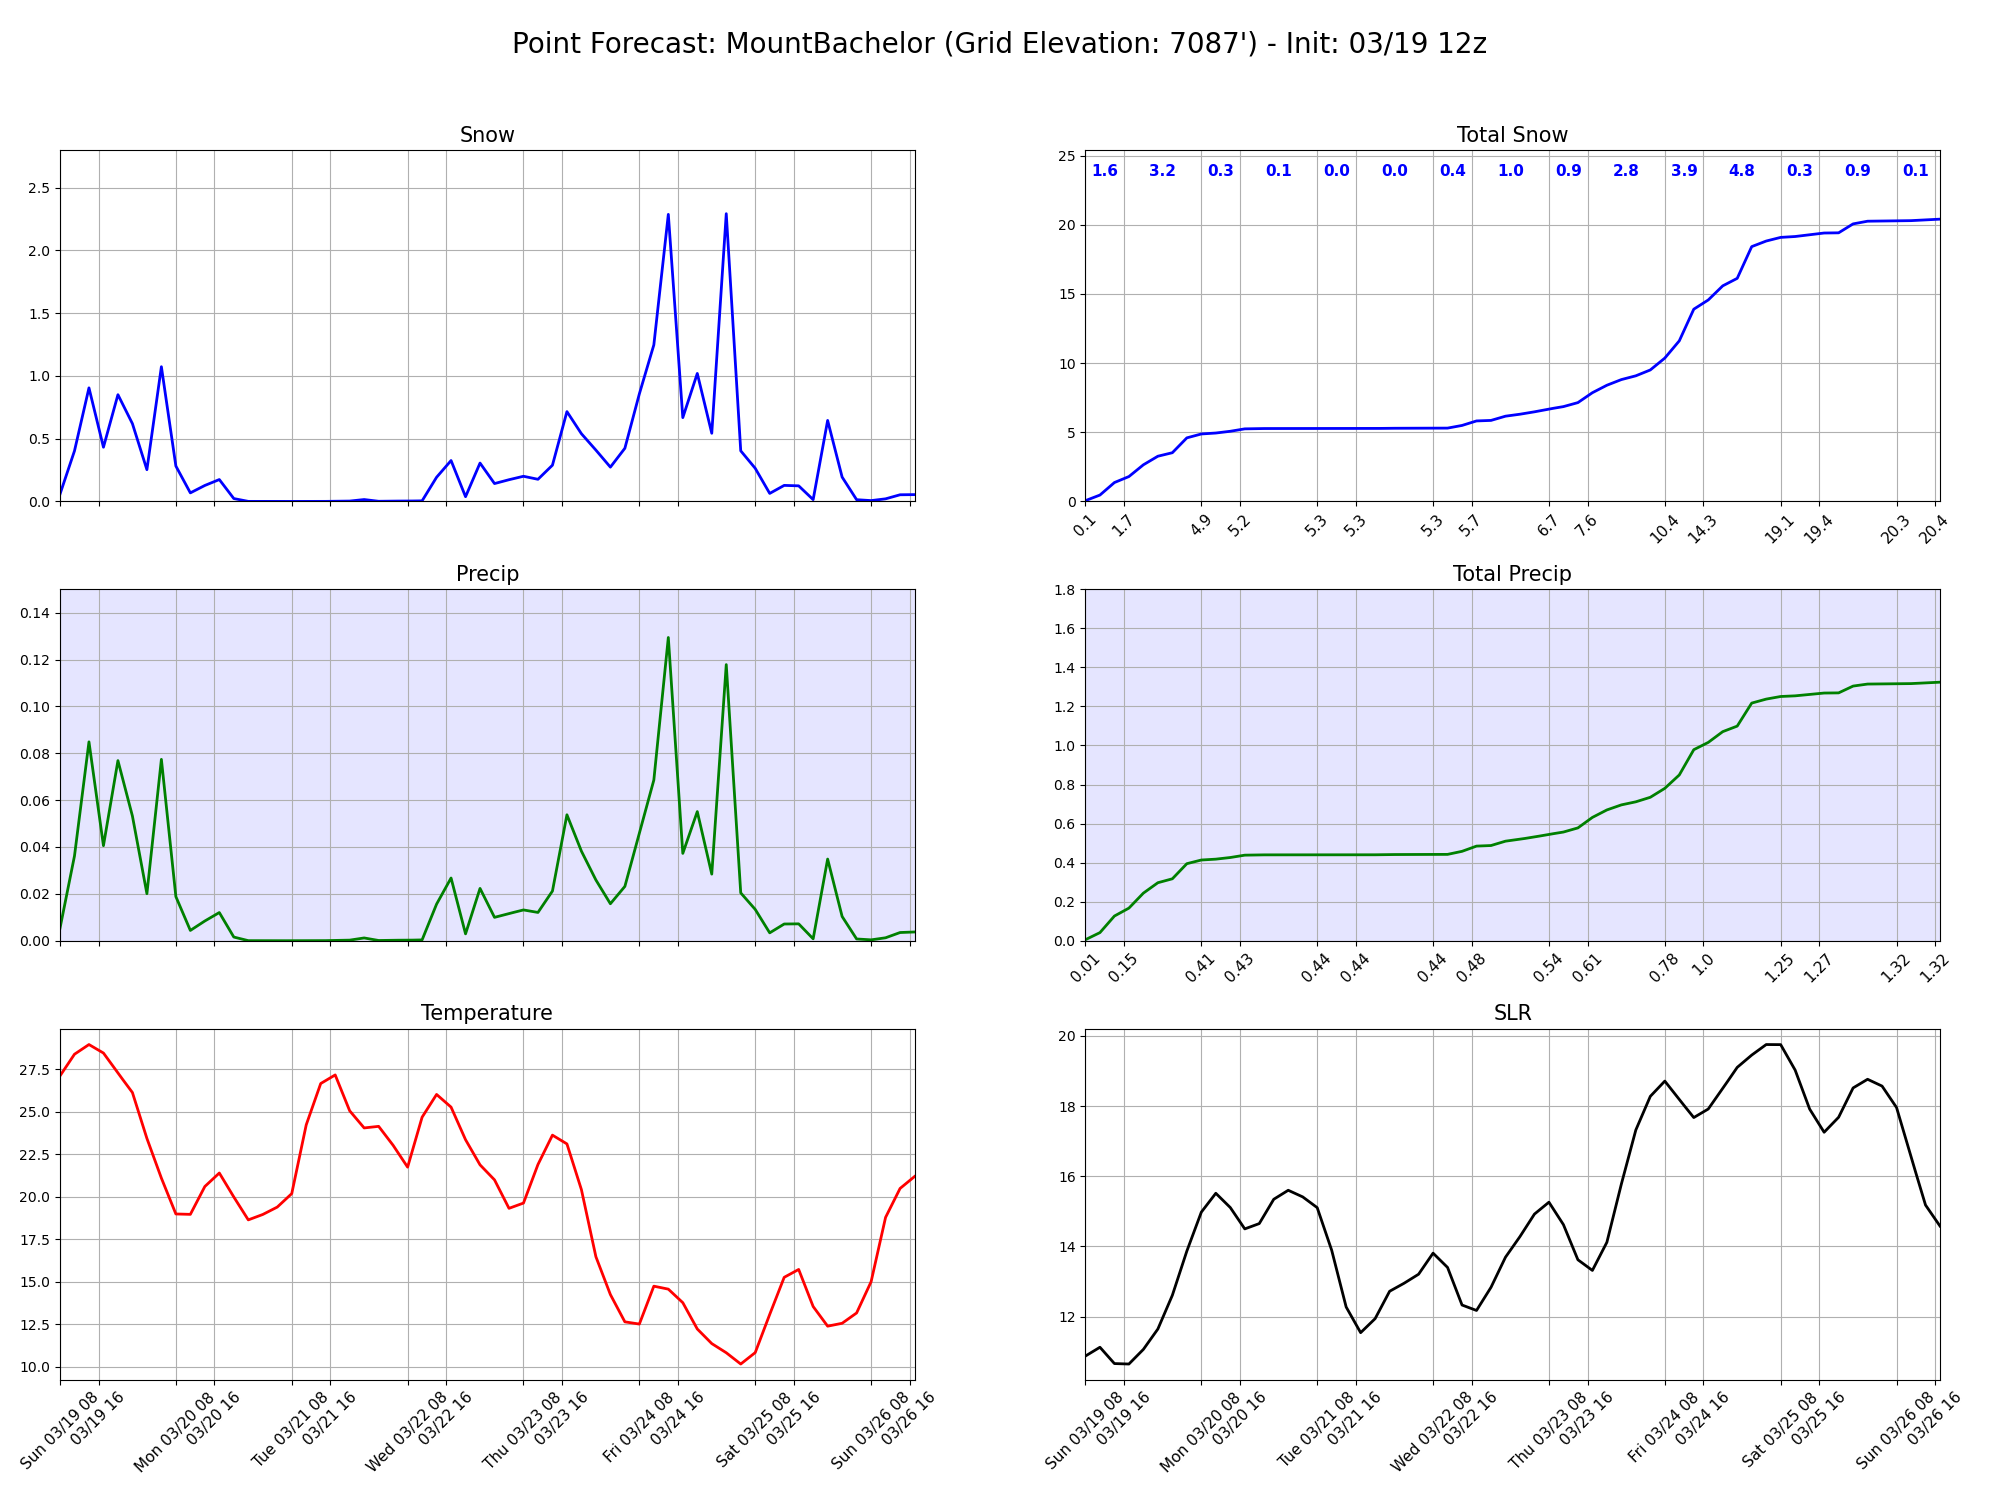 Point Forecast: MountBachelor (Grid Elevation: 7087') - Init: 03/19 12z
Snow
2.5
2.0
1.5
1.0
0.5
0.0
Total Snow
25
20
15
10
5
0
1.6 3.2 0.3 0.1 0.0 0.0 0.4 1.0 0.9 2.8 3.9 4.8 0.3 0.9 0.1
0.1 1.7 4.9 5.2 5.3 5.3 5.3 5.7 6.7 7.6 10.4 14.3 19.1 19.4 20.3 20.4
Precip
0.14
0.12
0.10
0.08
0.06
0.04
0.02
0.00
Total Precip
1.8
1.6
1.4
1.2
1.0
0.8
0.6
0.4
0.2
0.0
0.01 0.15 0.41 0.43 0.44 0.44 0.44 0.48 0.54 0.61 0.78 1.0 1.25 1.27 1.32 1.32
Temperature
27.5
25.0
22.5
20.0
17.5
15.0
12.5
10.0
Sun 03/19 08
03/19 16
Mon 03/20 08
03/20 16
Tue 03/21 08
03/21 16
Wed 03/22 08
03/22 16
Thu 03/23 08
03/23 16
Fri 03/24 08
03/24 16
Sat 03/25 08
03/25 16
Sun 03/26 08
03/26 16
SLR
20
18
16
14
12
Sun 03/19 08
03/19 16
Mon 03/20 08
03/20 16
Tue 03/21 08
03/21 16
Wed 03/22 08
03/22 16
Thu 03/23 08
03/23 16
Fri 03/24 08
03/24 16
Sat 03/25 08
03/25 16
Sun 03/26 08
03/26 16